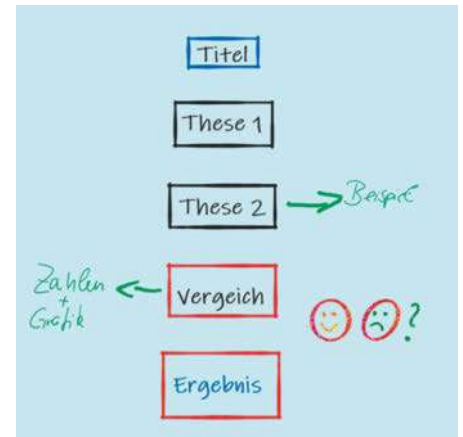 Titel
These 1
These 2
Beispiel
Vergeich
Zahlen
+
Grafik
?
Ergebnis